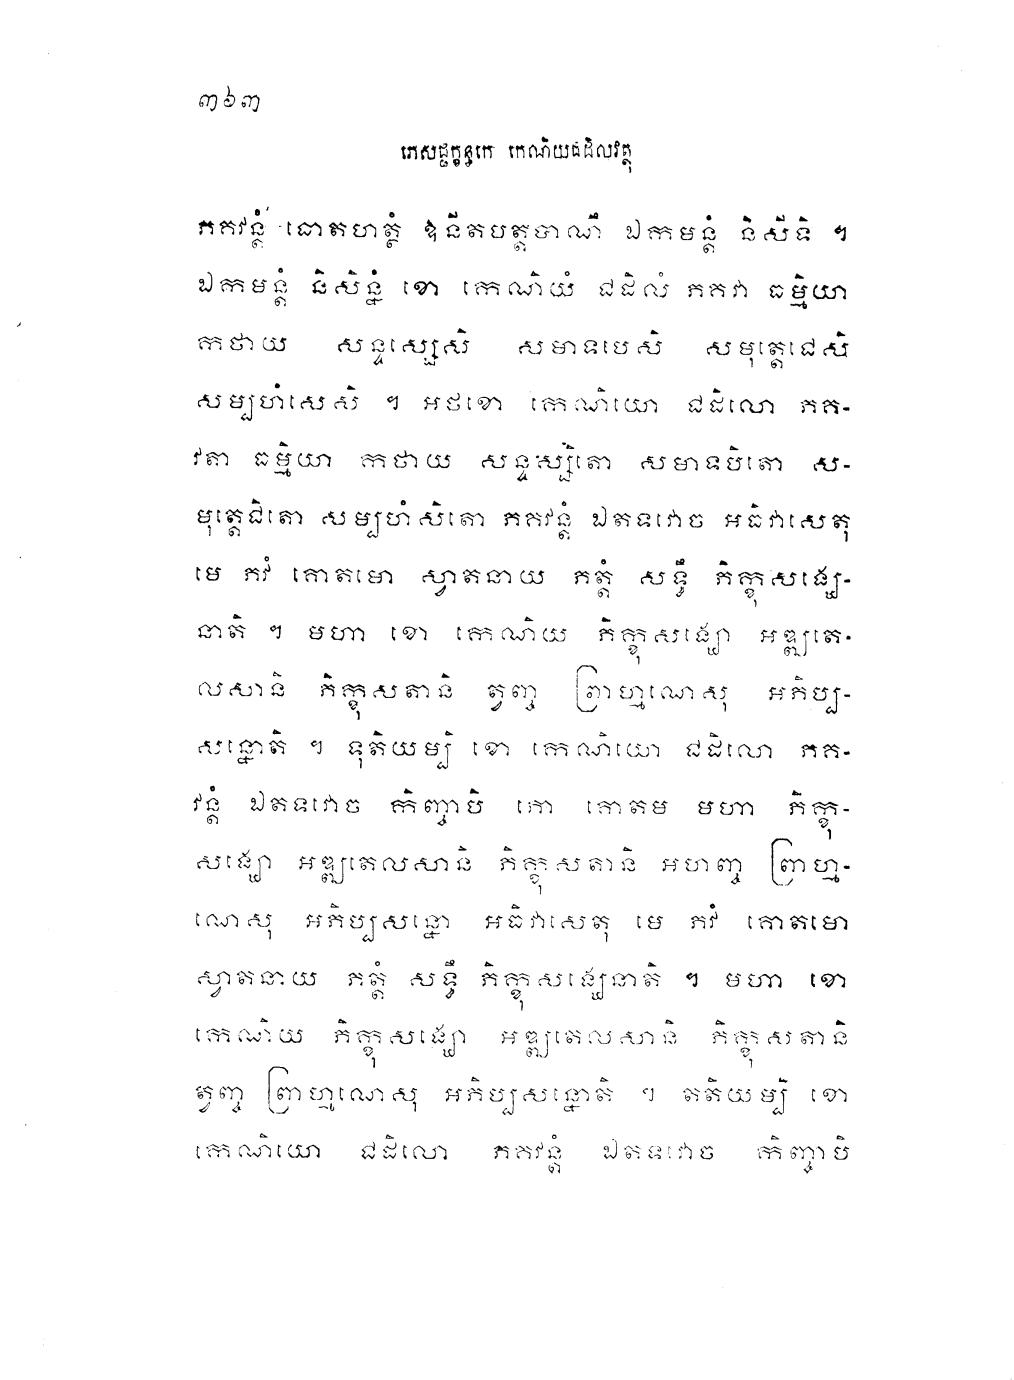 ៣៦៣
ភេសជ្ជក្ខន្ធកេ កេណិយជដិលវត្ថុ
ភគវន្តំ ធោតហត្ថំ ឱនីតបត្តបាណឹ ឯកមន្តំ និសីទិ ។
ឯកមន្តំ និសិន្នំ ខោ កេណិយំ ជដិលំ ភគវា ធម្មិយា
កថាយ សន្ទស្សេសិ សមាទបេសិ សមុត្តេជេសិ
សម្បហំសេសិ ។ អថខោ កេណិយោ ជដិលោ ភគ-
វតា ធម្មិយា កថាយ សន្ទស្សិតោ សមាទបិតោ ស-
មុត្តេជិតោ សម្បហំសិតោ ភគវន្តំ ឯតទវោច អធិវាសេតុ
មេ ភវំ គោតមោ ស្វាតនាយ ភត្តំ សទ្ធឹ ភិក្ខុសង្ឃេ-
នាតិ ។ មហា ខោ កេណិយ ភិក្ខុសង្ឃោ អឌ្ឍតេ-
លសានិ ភិក្ខុសតានិ ត្វញ្ច ព្រាហ្មណេសុ អភិប្ប-
សន្នោតិ ។ ទុតិយម្បិ ខោ កេណិយោ ជដិលោ ភគ-
វន្តំ ឯតទវោច កិញ្ចាបិ ភោ គោតម មហា ភិក្ខុ-
សង្ឃោ អឌ្ឍតេលសានិ ភិក្ខុសតានិ អហញ្ច ព្រាហ្ម-
ណេសុ អភិប្បសន្នោ អធិវាសេតុ មេ ភវំ គោតមោ
ស្វាតនាយ ភត្តំ សទ្ធឹ ភិក្ខុសង្ឃេនាតិ ។ មហា ខោ
កេណិយ ភិក្ខុសង្ឃោ អឌ្ឍតេលសានិ ភិក្ខុសតានិ
ត្វញ្ច ព្រាហ្មណេសុ អភិប្បសន្នោតិ ។ តតិយម្បិ ខោ
កេណិយោ ជដិលោ ភគវន្តំ ឯតទវោច កិញ្ចាបិ